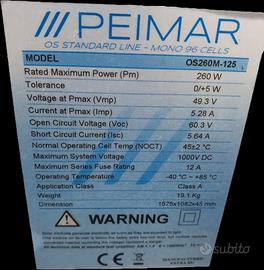 PEIMAR
OS STANDARD LINE - MONO 96 CELLS
MODEL OS260M-125
Rated Maximum Power (Pm) 260 W
Tolerance 0/+5 W
Voltage at Pmax (Vmp) 49.3 V
Current at Pmax (Imp) 5.28 A
Open Circuit Voltage (Voc) 60.3 V
Short Circuit Current (Isc) 5.64 A
Normal Operating Cell Temp (NOCT) 45±2 °C
Maximum System Voltage 1000V DC
Maximum Series Fuse Rating 12 A
Operating Temperature -40 °C ~ +85 °C
Application Class Class A
Weight 19.1 Kg
Dimension 1575x1082x45 mm
WARNING
subito
MANUFACTURED
EXTRA EU